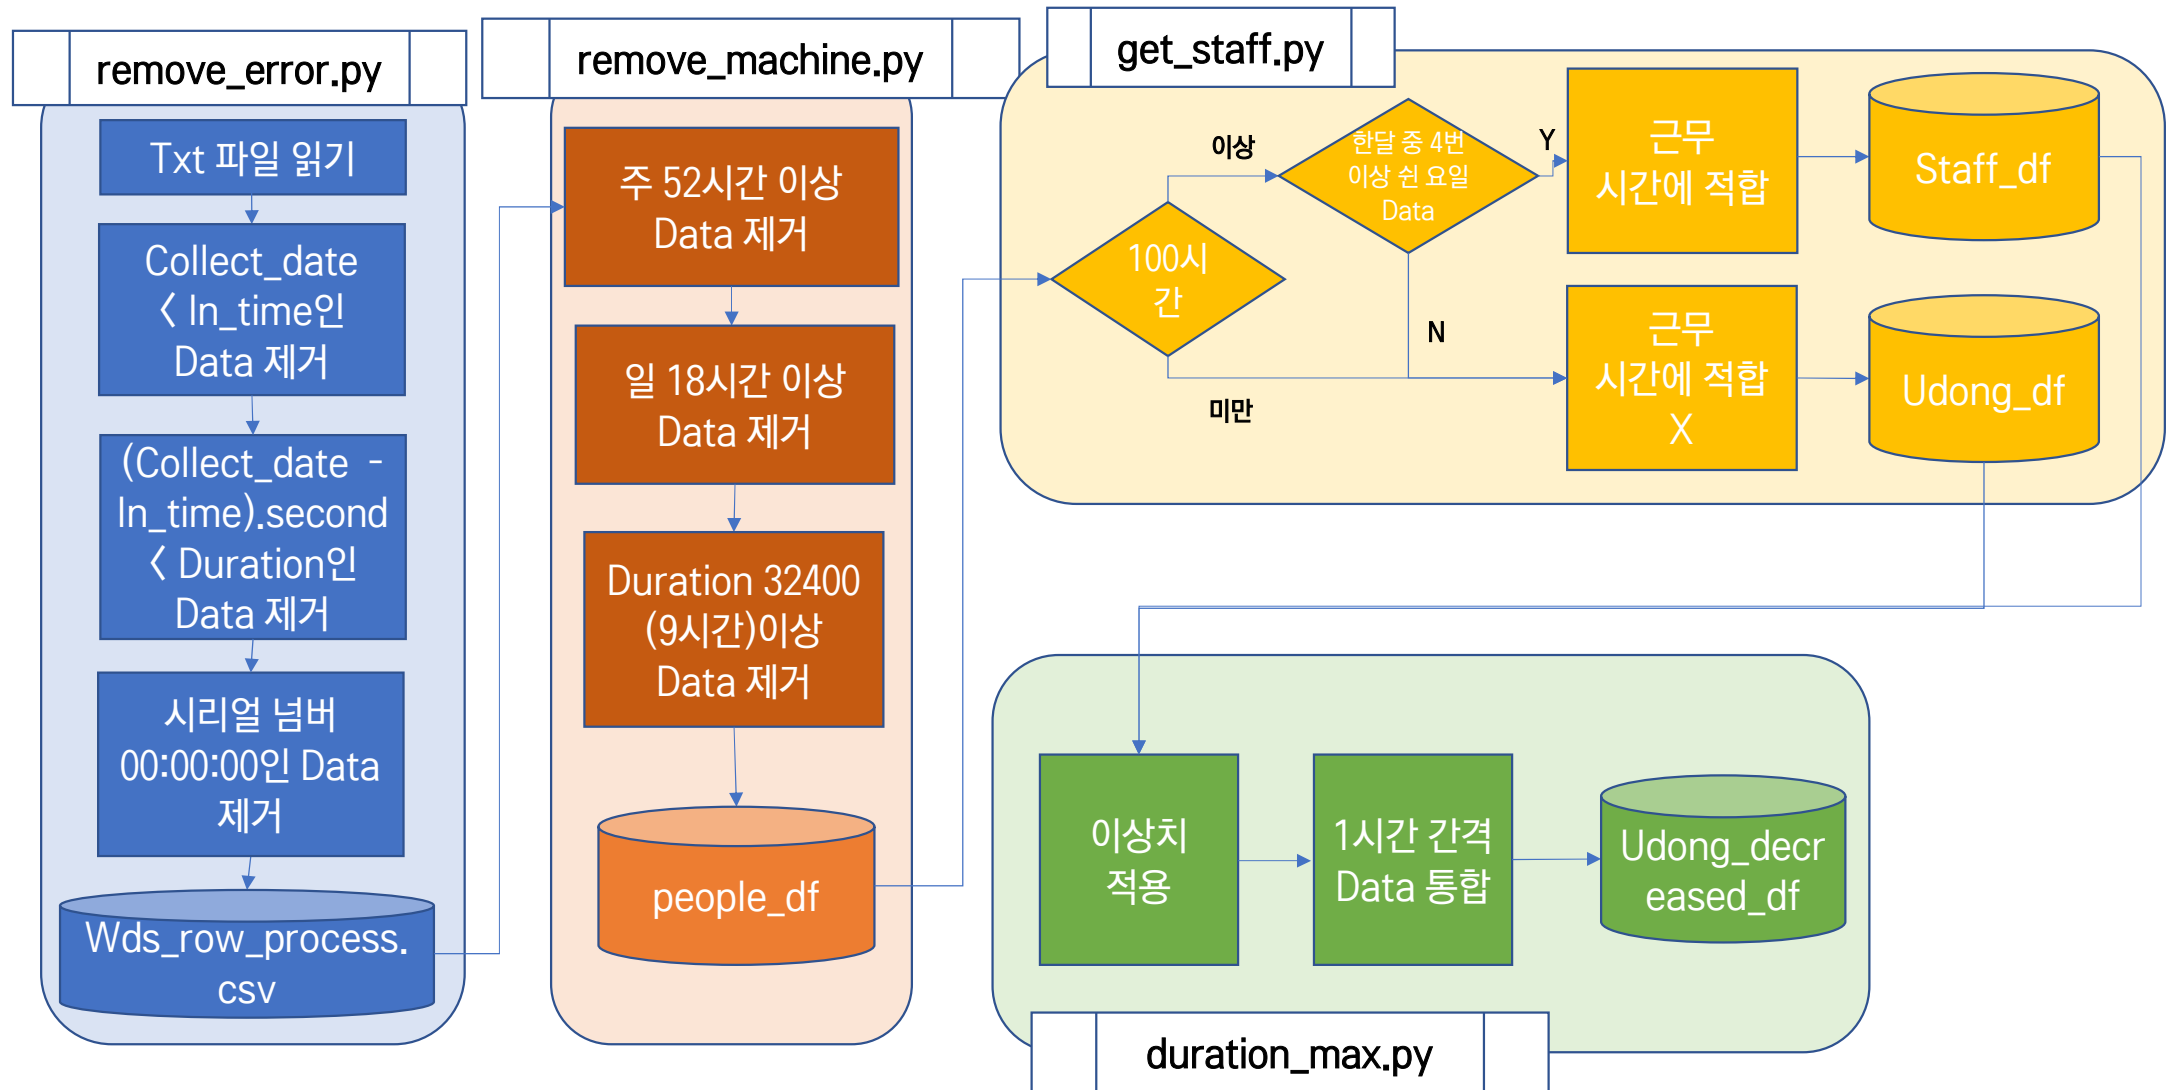 remove_error.py
Txt 파일 읽기
Collect_date
< In_time인
Data 제거
(Collect_date -
In_time).second
< Duration인
Data 제거
시리얼 넘버
00:00:00인 Data
제거
Wds_row_process.
csv
remove_machine.py
주 52시간 이상
Data 제거
일 18시간 이상
Data 제거
Duration 32400
(9시간)이상
Data 제거
people_df
get_staff.py
100시
간
이상
미만
한달 중 4번
이상 쉰 요일
Data
Y
N
근무
시간에 적합
Staff_df
근무
시간에 적합
X
Udong_df
이상치
적용
1시간 간격
Data 통합
Udong_decr
eased_df
duration_max.py